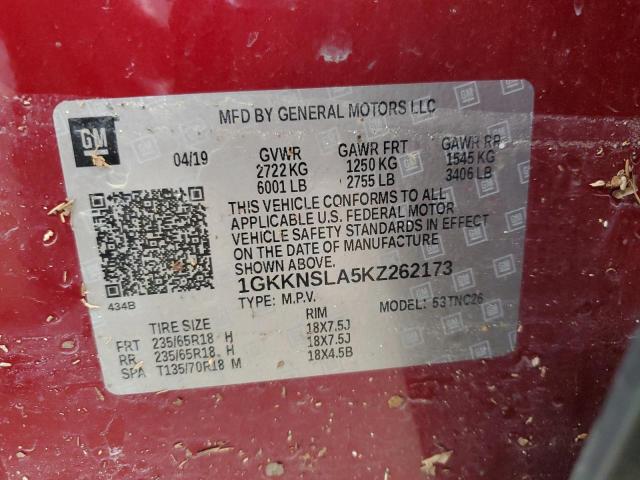 MFD BY GENERAL MOTORS LLC
GM
04/19 GVWR GAWR FRT GAWR RR
2722 KG 1250 KG 1545 KG
6001 LB 2755 LB 3406 LB
THIS VEHICLE CONFORMS TO ALL
APPLICABLE U.S. FEDERAL MOTOR
VEHICLE SAFETY STANDARDS IN EFFECT
ON THE DATE OF MANUFACTURE
SHOWN ABOVE.
1GKKNSLA5KZ262173
434B
TYPE: M.P.V. MODEL: 53TNC26
TIRE SIZE RIM
FRT 235/65R18 H 18X7.5J
RR 235/65R18 H 18X7.5J
SPA T135/70R18 M 18X4.5B